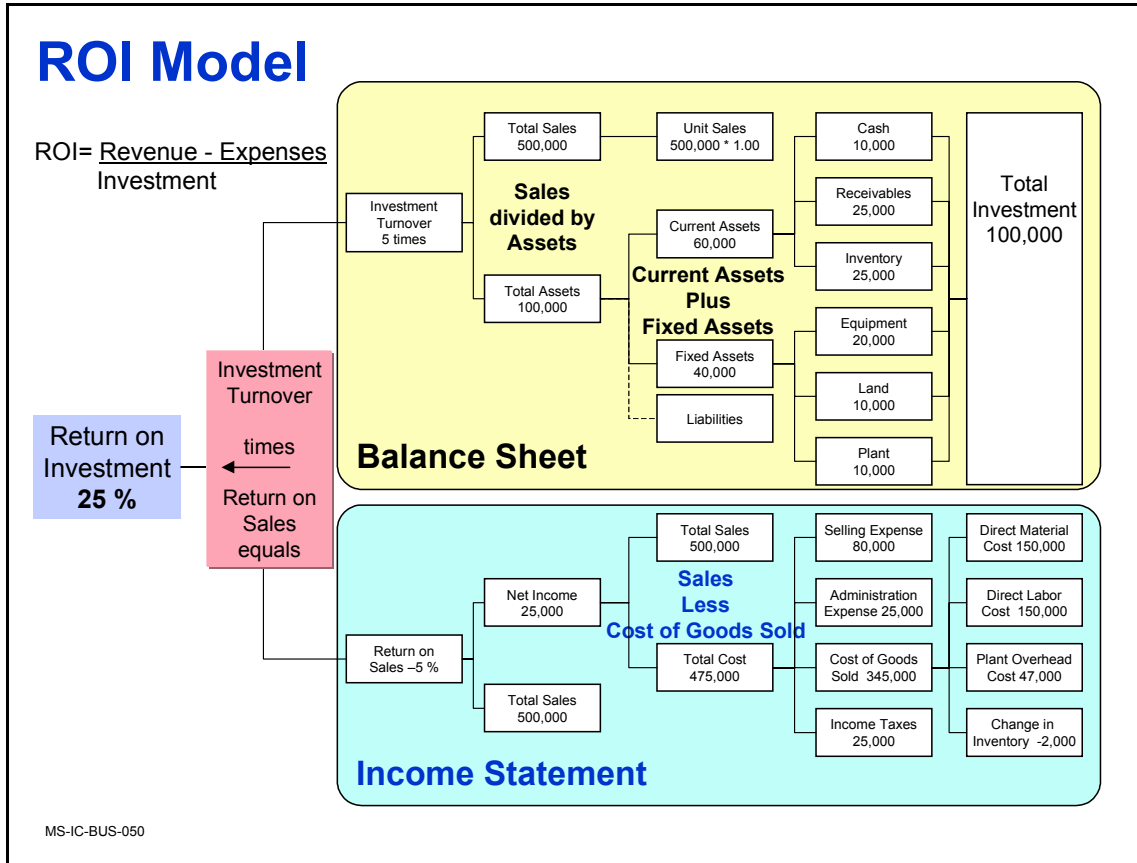 ROI Model
ROI= Revenue - Expenses
Investment
Investment
Turnover
5 times
Total Sales
500,000
Sales
divided by
Assets
Total Assets
100,000
Unit Sales
500,000 * 1.00
Current Assets
60,000
Current Assets
Plus
Fixed Assets
Fixed Assets
40,000
Liabilities
Cash
10,000
Receivables
25,000
Inventory
25,000
Equipment
20,000
Land
10,000
Plant
10,000
Total
Investment
100,000
Balance Sheet
Return on
Investment
25 %
Investment
Turnover
times
Return on
Sales
equals
Return on
Sales –5 %
Net Income
25,000
Total Sales
500,000
Total Sales
500,000
Sales
Less
Cost of Goods Sold
Total Cost
475,000
Selling Expense
80,000
Administration
Expense 25,000
Cost of Goods
Sold 345,000
Income Taxes
25,000
Direct Material
Cost 150,000
Direct Labor
Cost 150,000
Plant Overhead
Cost 47,000
Change in
Inventory -2,000
Income Statement
MS-IC-BUS-050